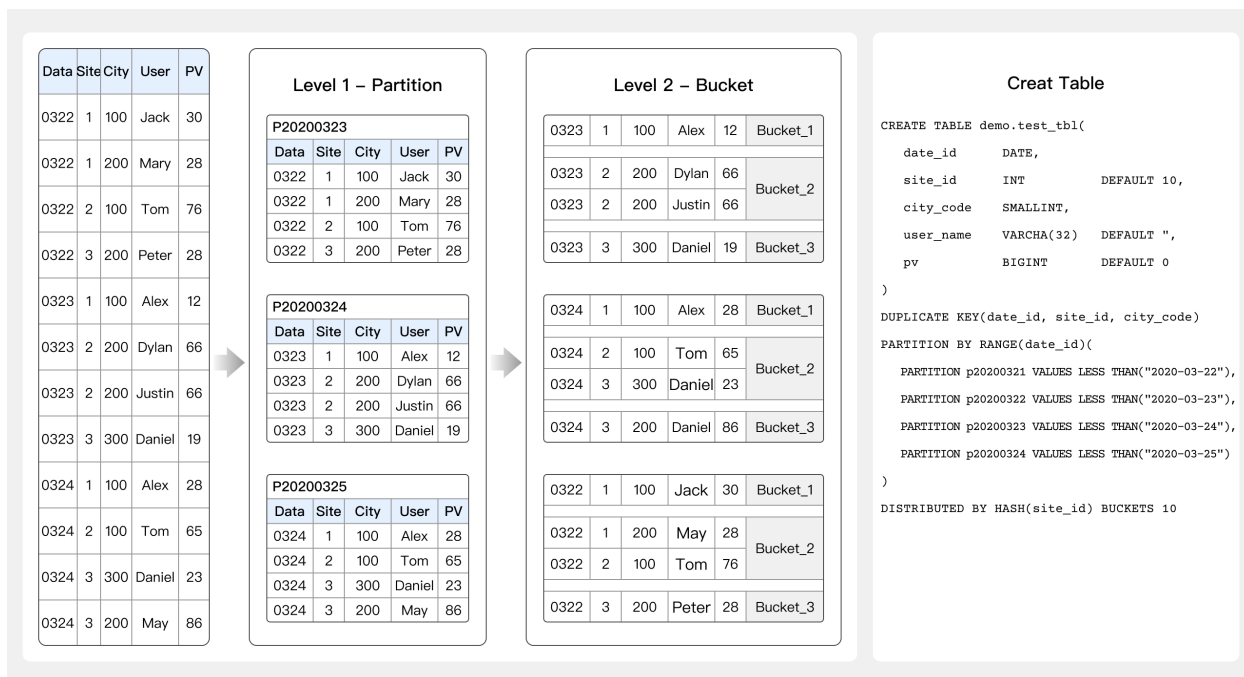 Data Site City User PV
0322 1 100 Jack 30
0322 1 200 Mary 28
0322 2 100 Tom 76
0322 3 200 Peter 28
0323 1 100 Alex 12
0323 2 200 Dylan 66
0323 2 200 Justin 66
0323 3 300 Daniel 19
0324 1 100 Alex 28
0324 2 100 Tom 65
0324 3 300 Daniel 23
0324 3 200 May 86
Level 1 – Partition
P20200323
Data Site City User PV
0322 1 100 Jack 30
0322 1 200 Mary 28
0322 2 100 Tom 76
0322 3 200 Peter 28
P20200324
Data Site City User PV
0323 1 100 Alex 12
0323 2 200 Dylan 66
0323 2 200 Justin 66
0323 3 300 Daniel 19
P20200325
Data Site City User PV
0324 1 100 Alex 28
0324 2 100 Tom 65
0324 3 300 Daniel 23
0324 3 200 May 86
Level 2 – Bucket
0323 1 100 Alex 12 Bucket_1
0323 2 200 Dylan 66
Bucket_2
0323 2 200 Justin 66
0323 3 300 Daniel 19 Bucket_3
0324 1 100 Alex 28 Bucket_1
0324 2 100 Tom 65
Bucket_2
0324 3 300 Daniel 23
0324 3 200 Daniel 86 Bucket_3
0322 1 100 Jack 30 Bucket_1
0322 1 200 May 28
Bucket_2
0322 2 100 Tom 76
0322 3 200 Peter 28 Bucket_3
Creat Table
CREATE TABLE demo.test_tbl(
date_id DATE,
site_id INT DEFAULT 10,
city_code SMALLINT,
user_name VARCHA(32) DEFAULT ",
pv BIGINT DEFAULT 0
)
DUPLICATE KEY(date_id, site_id, city_code)
PARTITION BY RANGE(date_id)(
PARTITION p20200321 VALUES LESS THAN("2020-03-22"),
PARTITION p20200322 VALUES LESS THAN("2020-03-23"),
PARTITION p20200323 VALUES LESS THAN("2020-03-24"),
PARTITION p20200324 VALUES LESS THAN("2020-03-25")
)
DISTRIBUTED BY HASH(site_id) BUCKETS 10